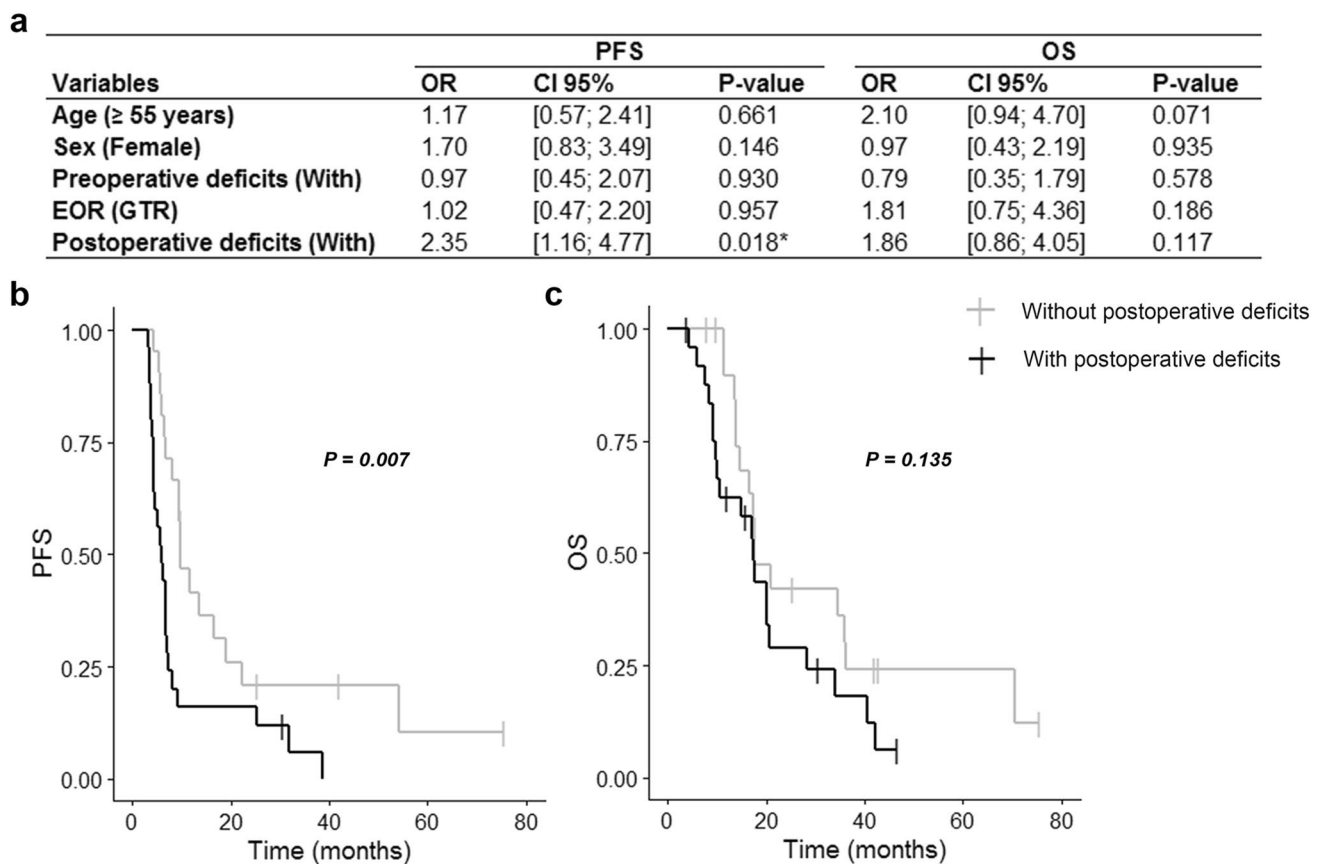 a
PFS OS
Variables OR CI 95% P-value OR CI 95% P-value
Age (≥ 55 years) 1.17 [0.57; 2.41] 0.661 2.10 [0.94; 4.70] 0.071
Sex (Female) 1.70 [0.83; 3.49] 0.146 0.97 [0.43; 2.19] 0.935
Preoperative deficits (With) 0.97 [0.45; 2.07] 0.930 0.79 [0.35; 1.79] 0.578
EOR (GTR) 1.02 [0.47; 2.20] 0.957 1.81 [0.75; 4.36] 0.186
Postoperative deficits (With) 2.35 [1.16; 4.77] 0.018* 1.86 [0.86; 4.05] 0.117
b
1.00
0.75
0.50
0.25
0.00
PFS
P = 0.007
0 20 40 60 80
Time (months)
c
1.00
0.75
0.50
0.25
0.00
OS
P = 0.135
0 20 40 60 80
Time (months)
Without postoperative deficits
With postoperative deficits